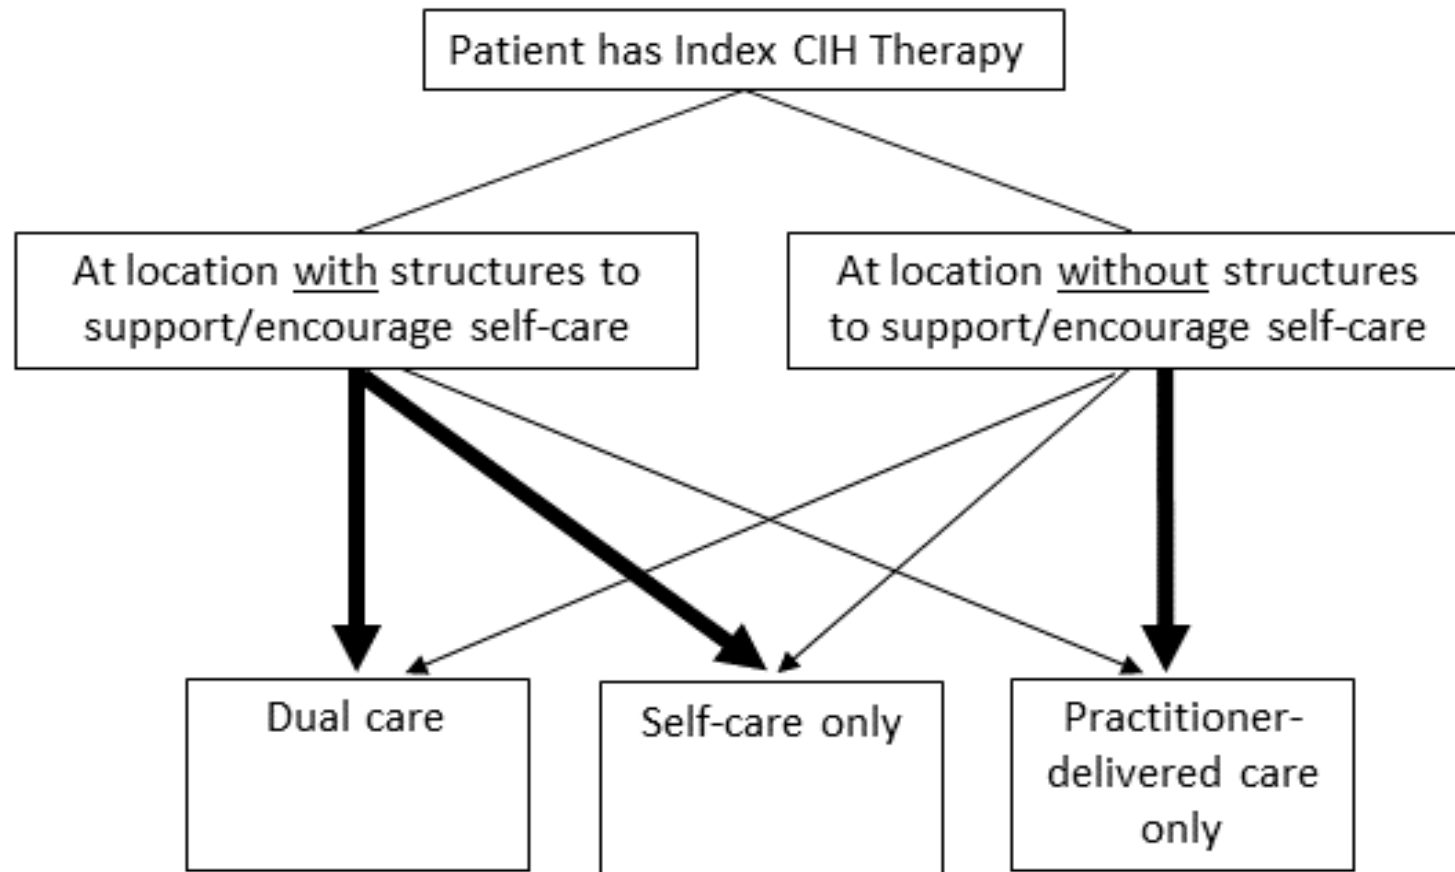 Patient has Index CIH Therapy
At location with structures to
support/encourage self-care
At location without structures
to support/encourage self-care
Dual care
Self-care only
Practitioner-
delivered care
only